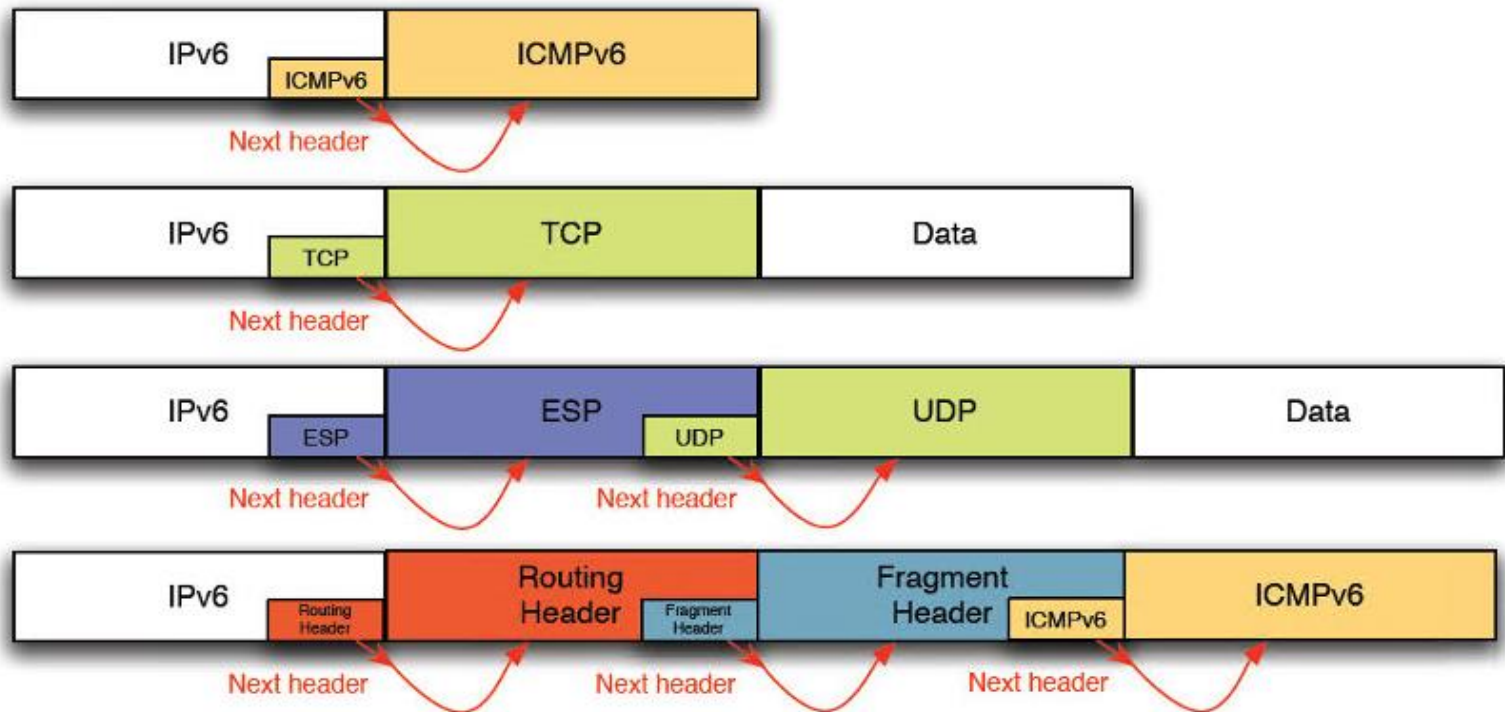 IPv6
ICMPv6
ICMPv6
Next header
IPv6
TCP
TCP
Data
Next header
IPv6
ESP
ESP
UDP
UDP
Data
Next header
Next header
IPv6
Routing
Header
Routing
Header
Fragment
Header
Fragment
Header
ICMPv6
ICMPv6
Next header
Next header
Next header